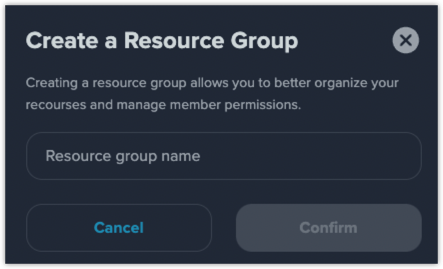 Create a Resource Group
Creating a resource group allows you to better organize your
recourses and manage member permissions.
Resource group name
Cancel
Confirm